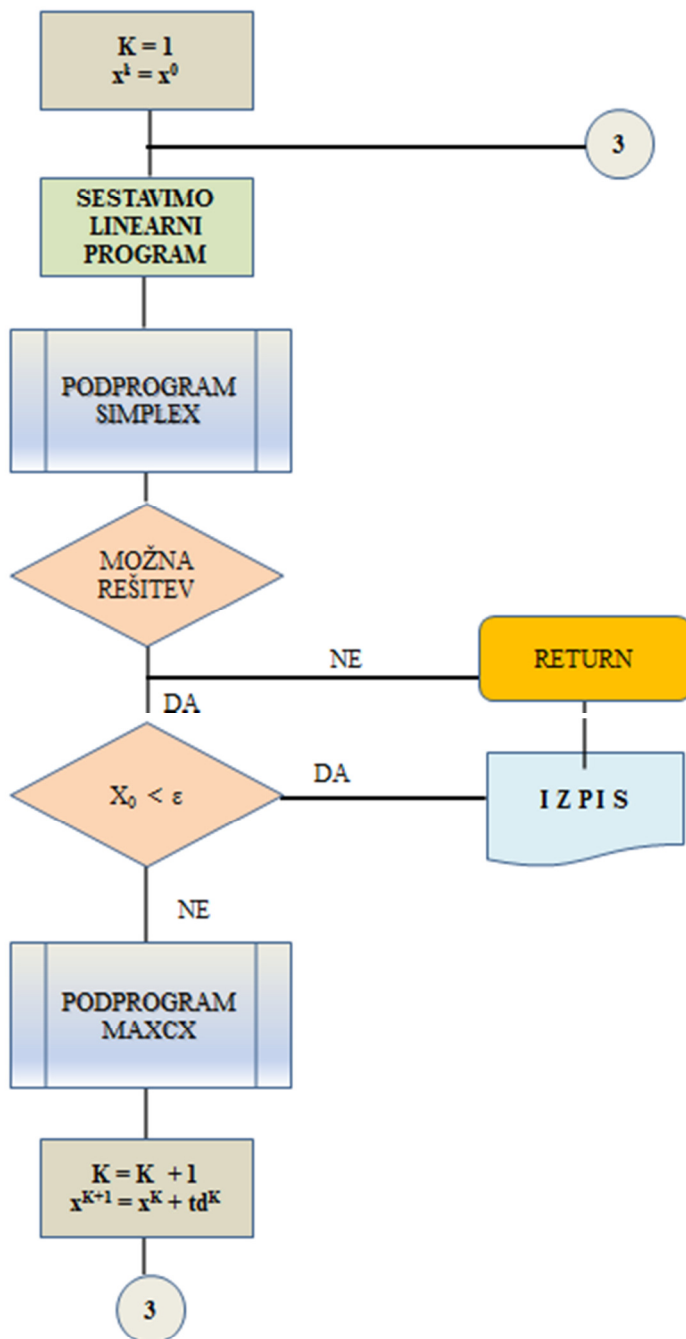 K = 1
x^k = x^0
3
SESTAVIMO
LINEARNI
PROGRAM
PODPROGRAM
SIMPLEX
MOŽNA
REŠITEV
NE
RETURN
DA
X₀ < ε
DA
I Z P I S
NE
PODPROGRAM
MAXCX
K = K + 1
x^{K+1} = x^K + td^K
3